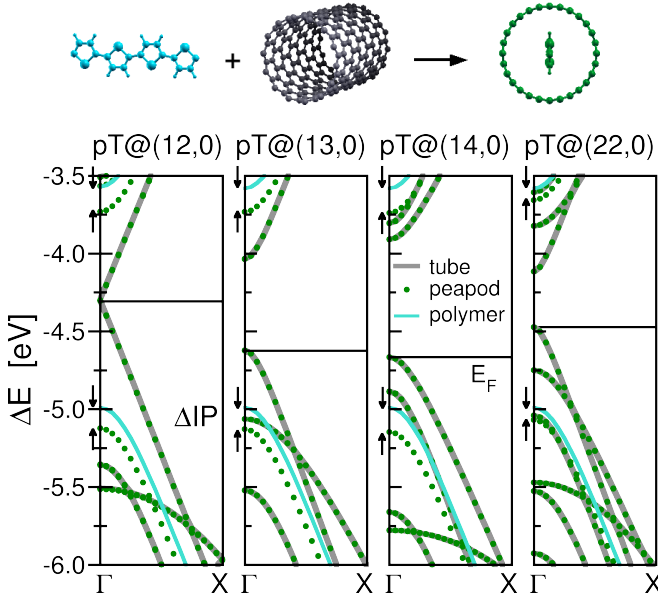 +
pT@(12,0) pT@(13,0) pT@(14,0) pT@(22,0)
ΔE [eV]
-3.5
-4.0
-4.5
-5.0
-5.5
-6.0
tube
peapod
polymer
E_F
ΔIP
Γ X Γ X Γ X Γ X